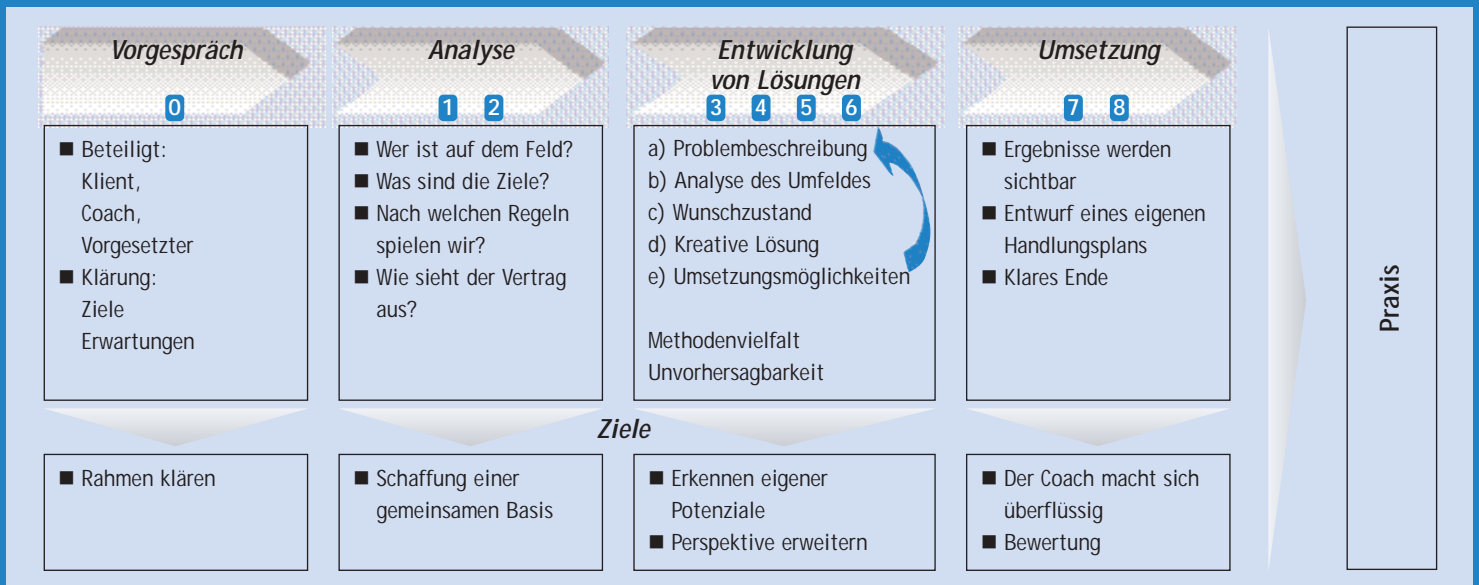 Vorgespräch
0
■ Beteiligt:
Klient,
Coach,
Vorgesetzter
■ Klärung:
Ziele
Erwartungen
Analyse
1 2
■ Wer ist auf dem Feld?
■ Was sind die Ziele?
■ Nach welchen Regeln
spielen wir?
■ Wie sieht der Vertrag
aus?
Entwicklung
von Lösungen
3 4 5 6
a) Problembeschreibung
b) Analyse des Umfeldes
c) Wunschzustand
d) Kreative Lösung
e) Umsetzungsmöglichkeiten
Methodenvielfalt
Unvorhersagbarkeit
Umsetzung
7 8
■ Ergebnisse werden
sichtbar
■ Entwurf eines eigenen
Handlungsplans
■ Klares Ende
Ziele
■ Rahmen klären
■ Schaffung einer
gemeinsamen Basis
■ Erkennen eigener
Potenziale
■ Perspektive erweitern
■ Der Coach macht sich
überflüssig
■ Bewertung
Praxis